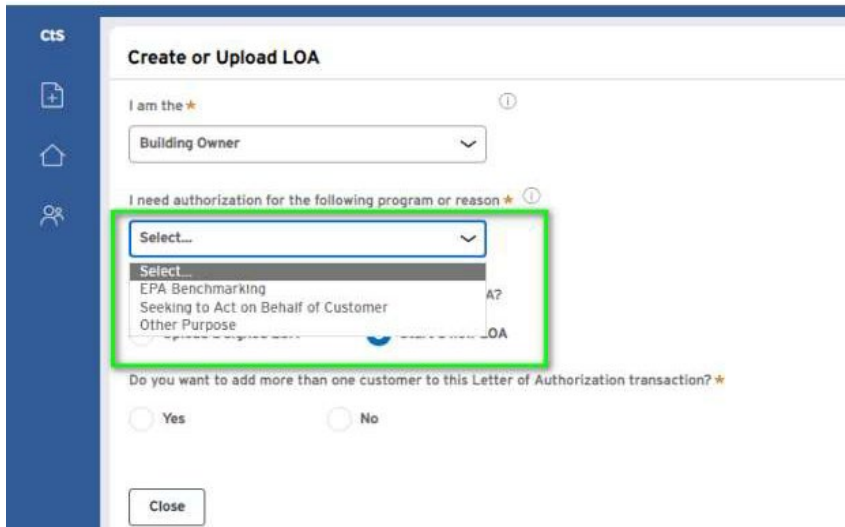 CtS
Create or Upload LOA
I am the *
Building Owner
I need authorization for the following program or reason *
Select...
Select...
EPA Benchmarking
A?
Seeking to Act on Behalf of Customer
Other Purpose
LOA
Do you want to add more than one customer to this Letter of Authorization transaction? *
Yes No
Close